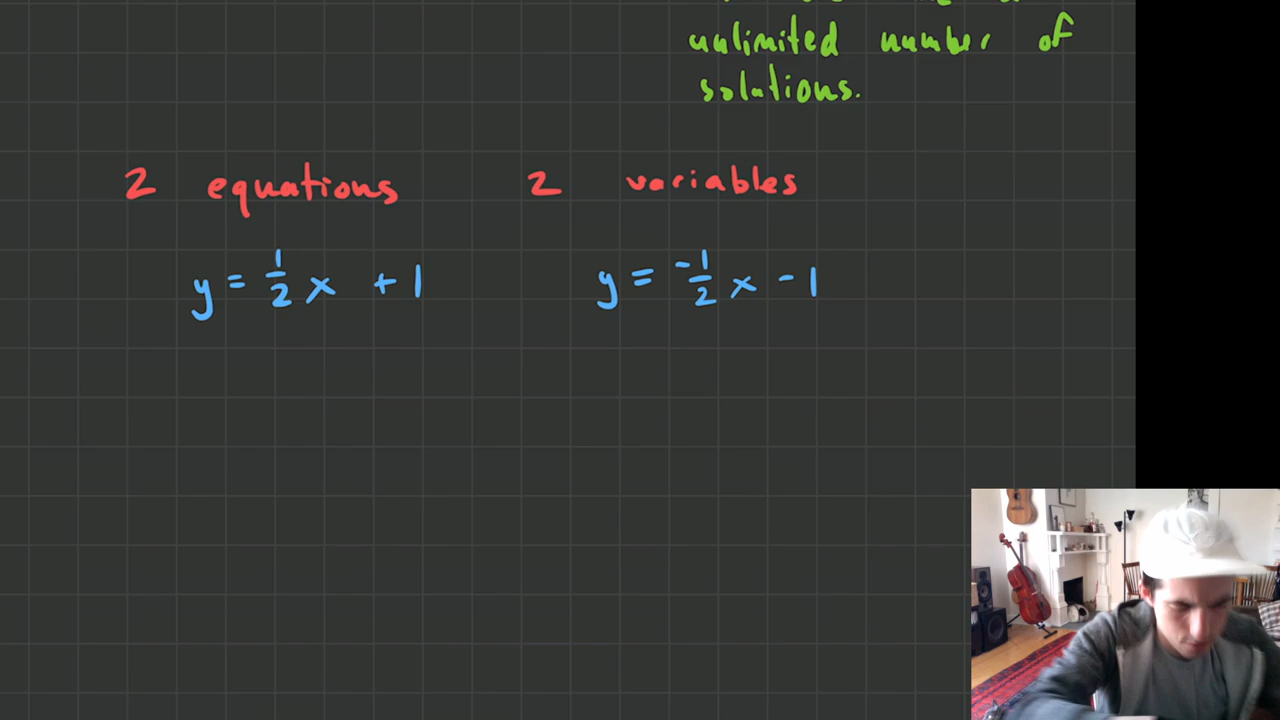 unlimited number of
solutions.
2 equations 2 variables
y = 1/2 x + 1 y = -1/2 x - 1